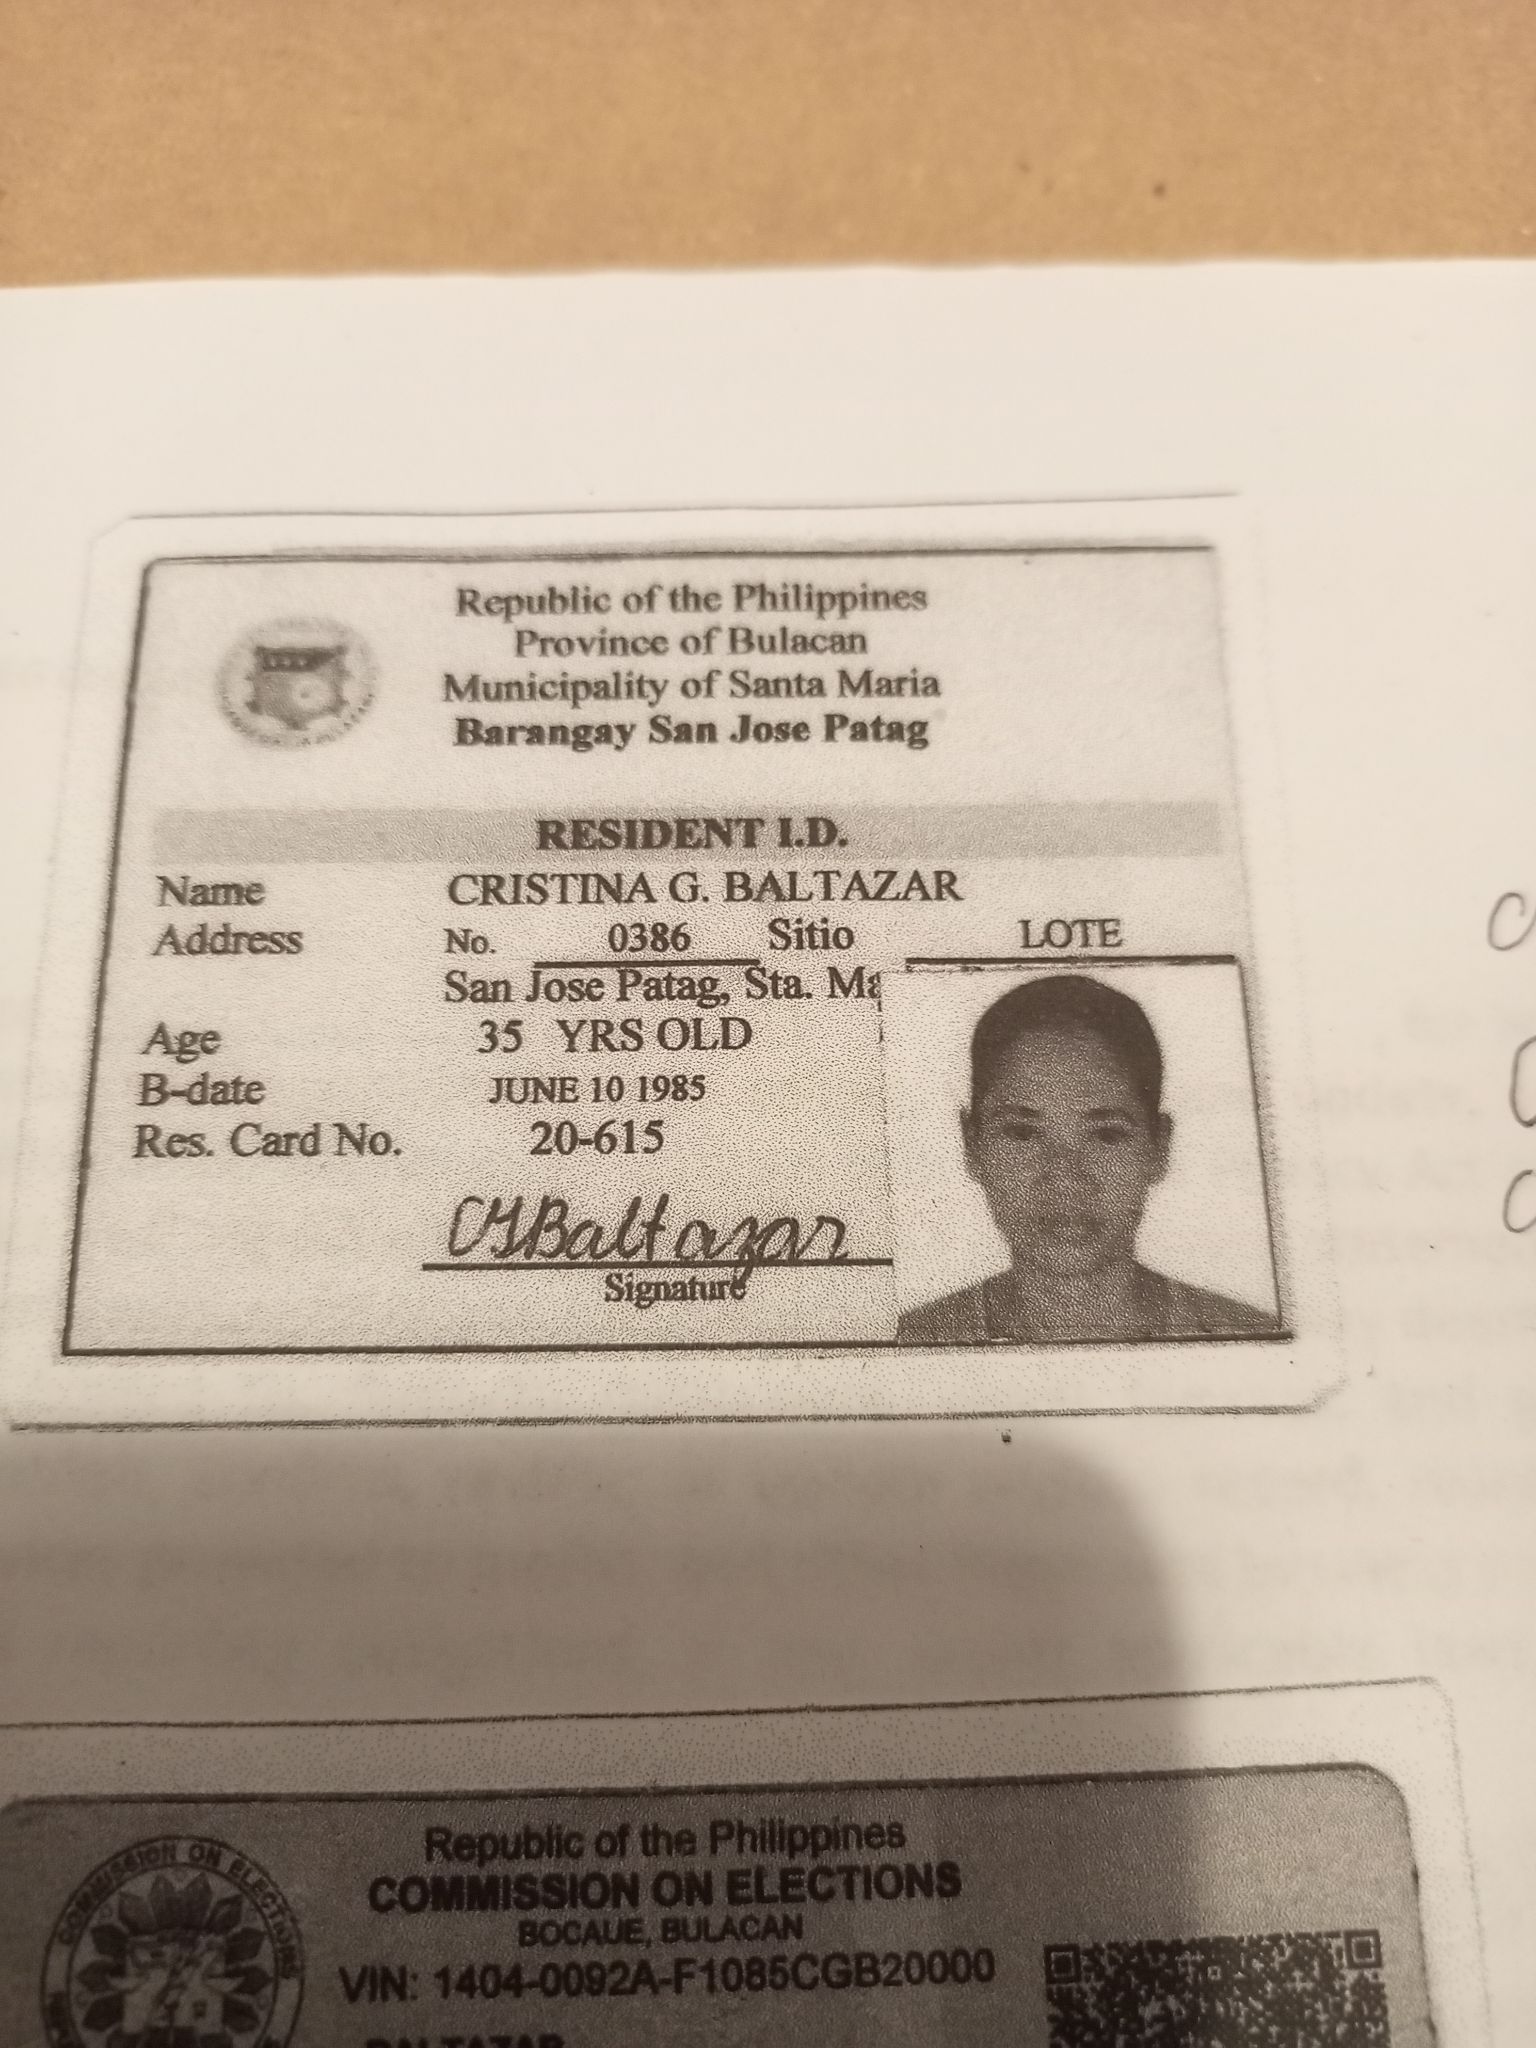 Republic of the Philippines
Province of Bulacan
Municipality of Santa Maria
Barangay San Jose Patag
RESIDENT I.D.
Name CRISTINA G. BALTAZAR
Address No. 0386 Sitio LOTE
San Jose Patag, Sta. Ma
Age 35 YRS OLD
B-date JUNE 10 1985
Res. Card No. 20-615
CGBaltazar
Signature
Republic of the Philippines
COMMISSION ON ELECTIONS
BOCAUE, BULACAN
VIN: 1404-0092A-F1085CGB20000
COMMISSION ON ELECTIONS
BALTAZAR